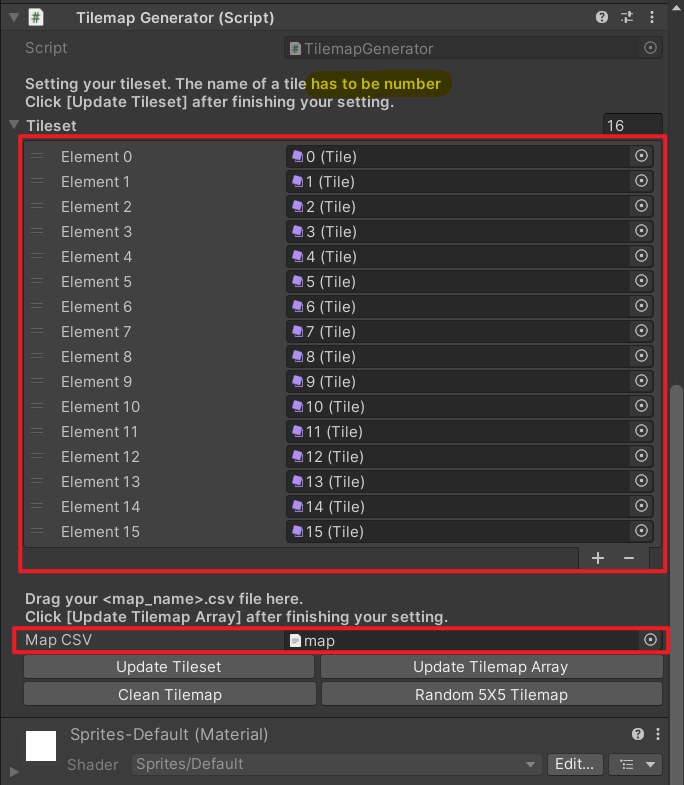 Tilemap Generator (Script)
Script TilemapGenerator
Setting your tileset. The name of a tile has to be number
Click [Update Tileset] after finishing your setting.
Tileset 16
Element 0 0 (Tile)
Element 1 1 (Tile)
Element 2 2 (Tile)
Element 3 3 (Tile)
Element 4 4 (Tile)
Element 5 5 (Tile)
Element 6 6 (Tile)
Element 7 7 (Tile)
Element 8 8 (Tile)
Element 9 9 (Tile)
Element 10 10 (Tile)
Element 11 11 (Tile)
Element 12 12 (Tile)
Element 13 13 (Tile)
Element 14 14 (Tile)
Element 15 15 (Tile)
Drag your <map_name>.csv file here.
Click [Update Tilemap Array] after finishing your setting.
Map CSV map
Update Tileset Update Tilemap Array
Clean Tilemap Random 5X5 Tilemap
Sprites-Default (Material)
Shader Sprites/Default Edit...